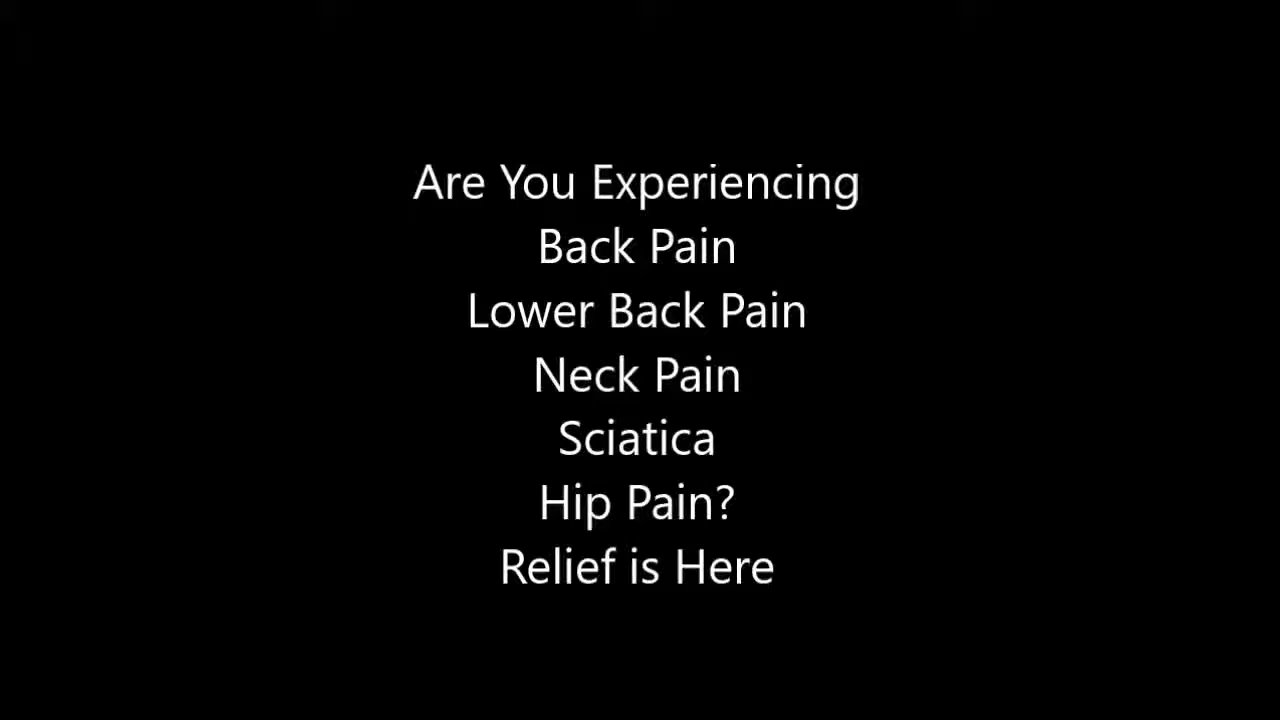 Are You Experiencing
Back Pain
Lower Back Pain
Neck Pain
Sciatica
Hip Pain?
Relief is Here